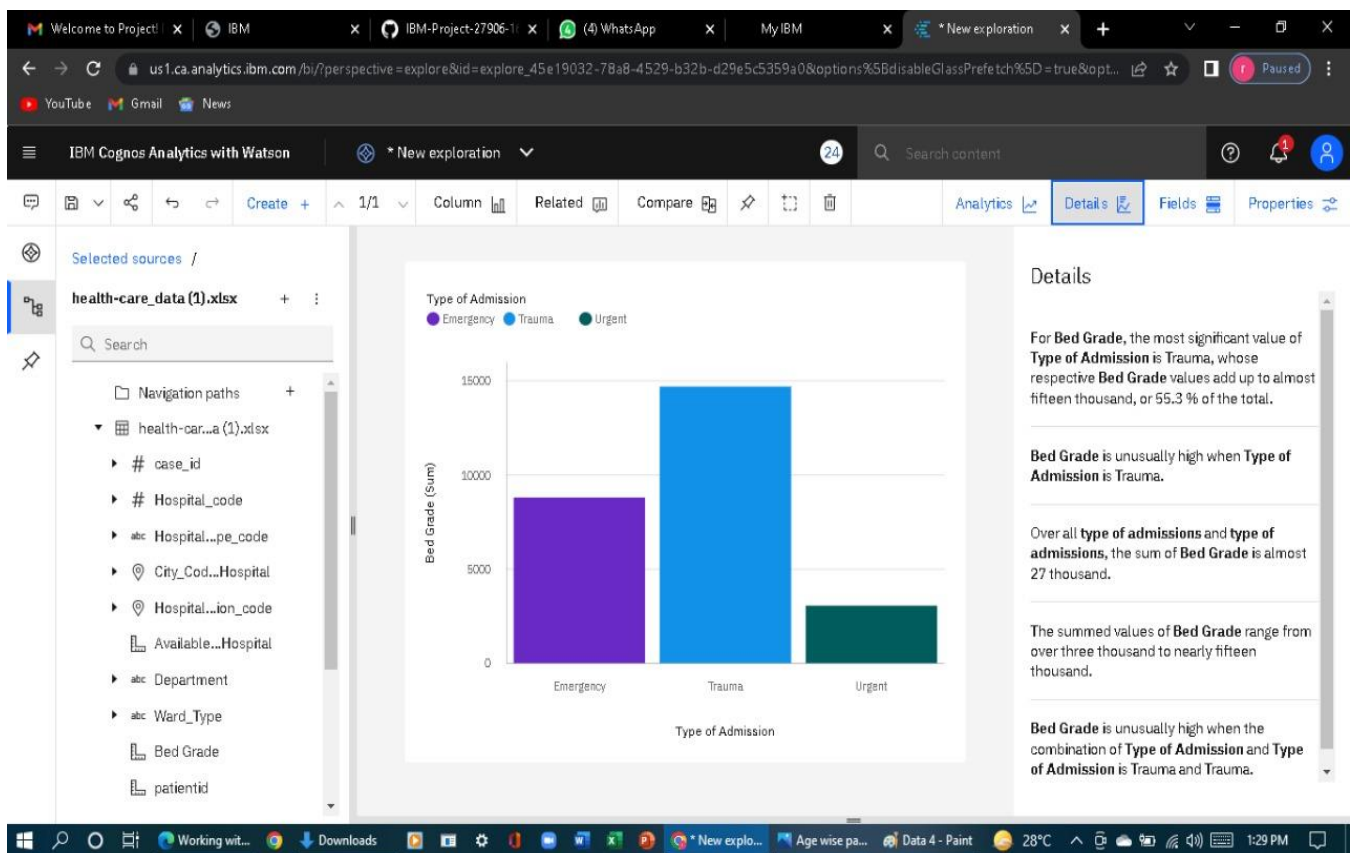 Welcome to Project!
IBM
IBM-Project-27906-1
(4) WhatsApp
My IBM
* New exploration
us1.ca.analytics.ibm.com/bi/?perspective=explore&id=explore_45e19032-78a8-4529-b32b-d29e5c5359a0&options%5BdisableGlassPrefetch%5D=true&opt...
r
Paused
YouTube
Gmail
News
IBM Cognos Analytics with Watson
* New exploration
24
Search content
1
Create +
1/1
Column
Related
Compare
Analytics
Details
Fields
Properties
Selected sources /
health-care_data (1).xlsx
Search
Navigation paths
health-car...a (1).xlsx
# case_id
# Hospital_code
abc Hospital...pe_code
City_Cod...Hospital
Hospital...ion_code
Available...Hospital
abc Department
abc Ward_Type
Bed Grade
patientid
Type of Admission
Emergency Trauma Urgent
15000
10000
5000
0
Bed Grade (Sum)
Emergency Trauma Urgent
Type of Admission
Details
For Bed Grade, the most significant value of
Type of Admission is Trauma, whose
respective Bed Grade values add up to almost
fifteen thousand, or 55.3 % of the total.
Bed Grade is unusually high when Type of
Admission is Trauma.
Over all type of admissions and type of
admissions, the sum of Bed Grade is almost
27 thousand.
The summed values of Bed Grade range from
over three thousand to nearly fifteen
thousand.
Bed Grade is unusually high when the
combination of Type of Admission and Type
of Admission is Trauma and Trauma.
Working wit...
Downloads
* New explo...
Age wise pa...
Data 4 - Paint
28°C
1:29 PM